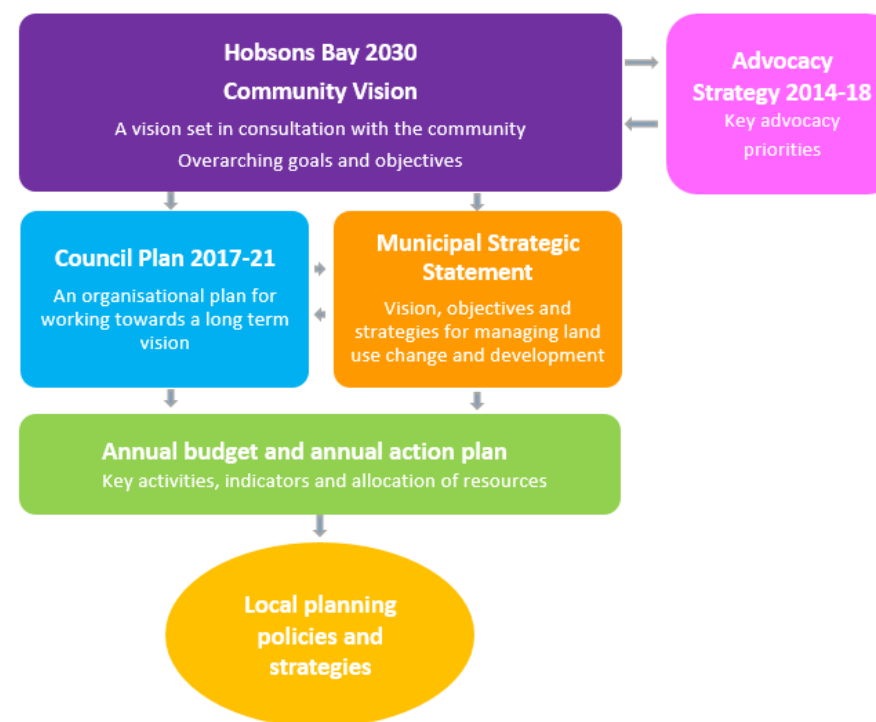 Hobsons Bay 2030
Community Vision
A vision set in consultation with the community
Overarching goals and objectives
Advocacy
Strategy 2014-18
Key advocacy
priorities
Council Plan 2017-21
An organisational plan for
working towards a long term
vision
Municipal Strategic
Statement
Vision, objectives and
strategies for managing land
use change and development
Annual budget and annual action plan
Key activities, indicators and allocation of resources
Local planning
policies and
strategies